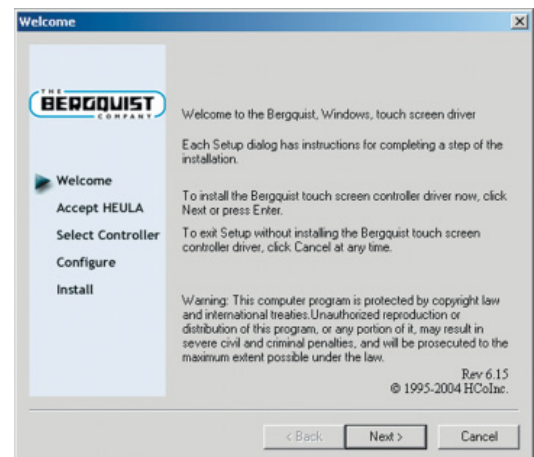 Welcome
THE
BERGQUIST
COMPANY
Welcome
Accept HEULA
Select Controller
Configure
Install
Welcome to the Bergquist, Windows, touch screen driver
Each Setup dialog has instructions for completing a step of the
installation.
To install the Bergquist touch screen controller driver now, click
Next or press Enter.
To exit Setup without installing the Bergquist touch screen
controller driver, click Cancel at any time.
Warning: This computer program is protected by copyright law
and international treaties.Unauthorized reproduction or
distribution of this program, or any portion of it, may result in
severe civil and criminal penalties, and will be prosecuted to the
maximum extent possible under the law.
Rev 6.15
© 1995-2004 HCoInc.
< Back
Next >
Cancel